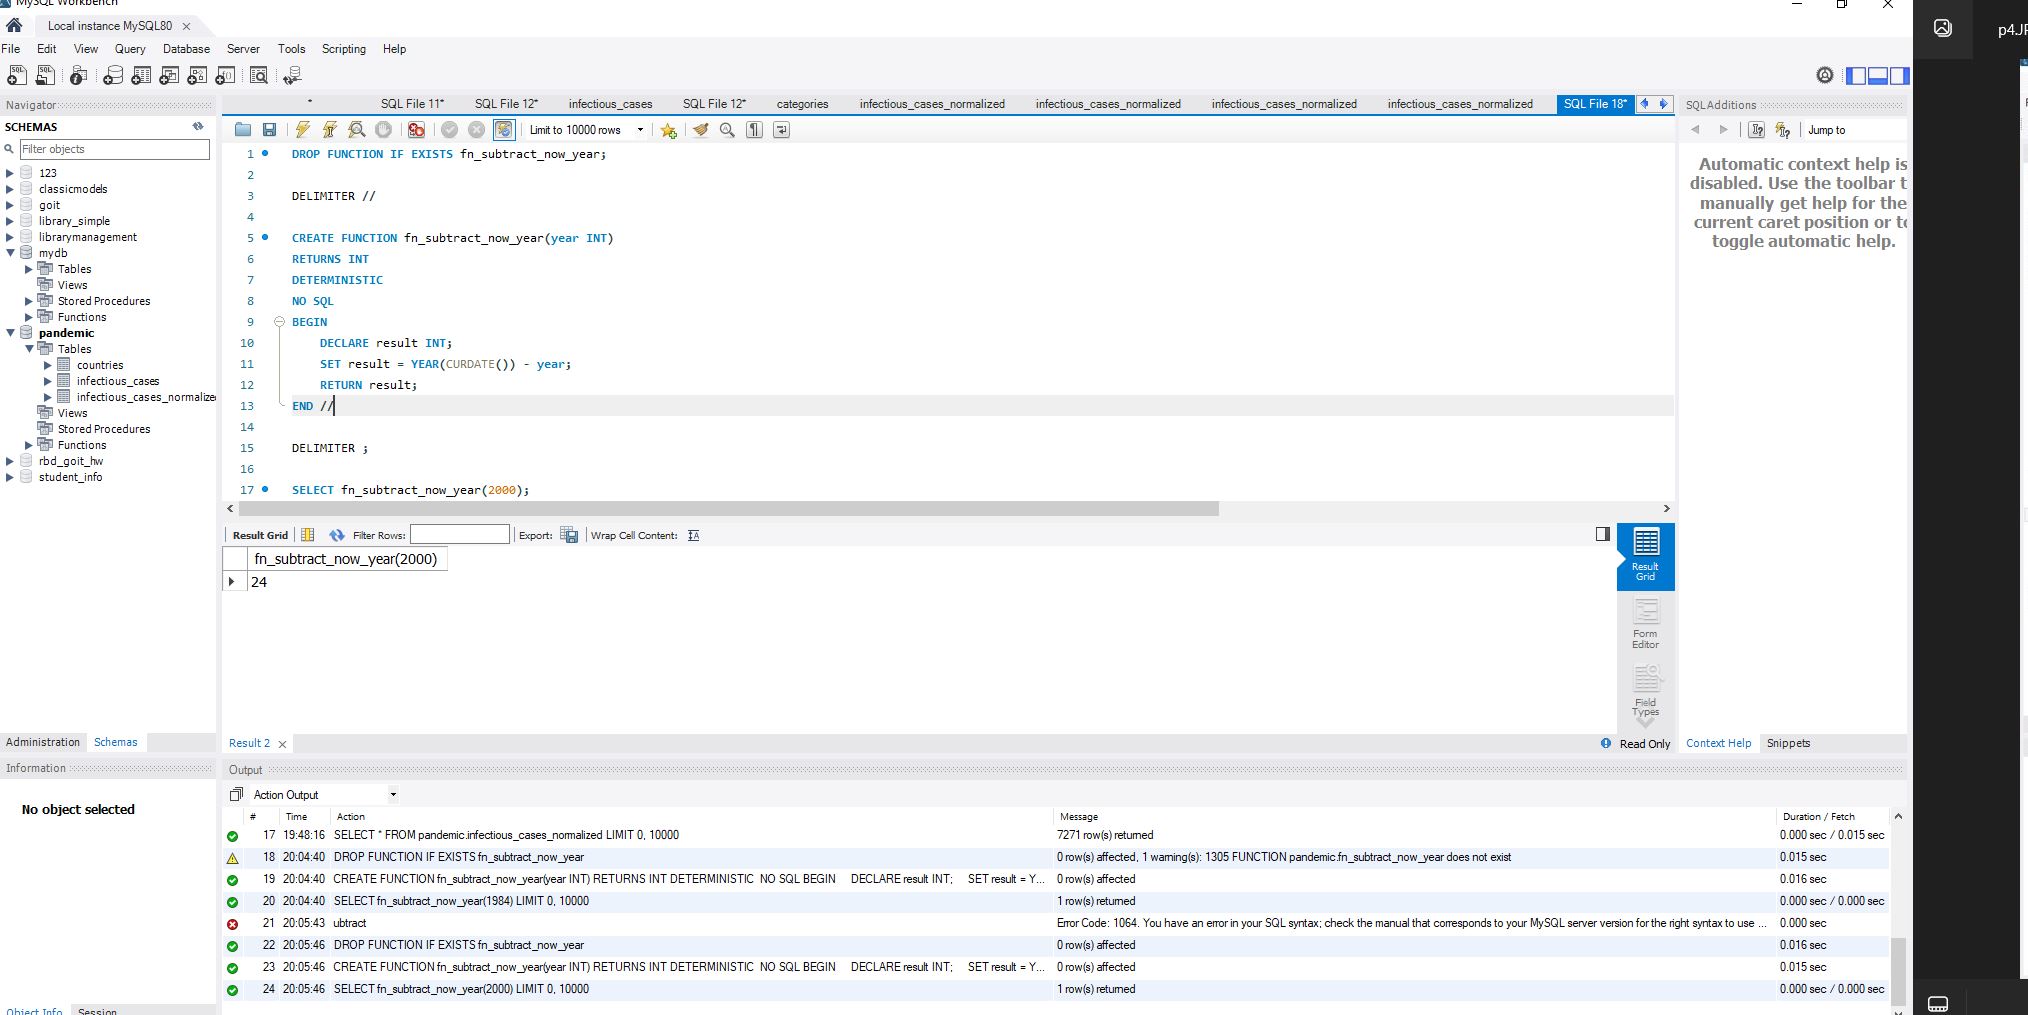 MySQL Workbench
Local instance MySQL80
File Edit View Query Database Server Tools Scripting Help
Navigator
SCHEMAS
Filter objects
123
classicmodels
goit
library_simple
librarymanagement
mydb
Tables
Views
Stored Procedures
Functions
pandemic
Tables
countries
infectious_cases
infectious_cases_normalize
Views
Stored Procedures
Functions
rbd_goit_hw
student_info
Administration Schemas
Information
No object selected
Object Info Session
* SQL File 11* SQL File 12* infectious_cases SQL File 12* categories infectious_cases_normalized infectious_cases_normalized infectious_cases_normalized infectious_cases_normalized SQL File 18*
Limit to 10000 rows
1 DROP FUNCTION IF EXISTS fn_subtract_now_year;
2
3 DELIMITER //
4
5 CREATE FUNCTION fn_subtract_now_year(year INT)
6 RETURNS INT
7 DETERMINISTIC
8 NO SQL
9 BEGIN
10 DECLARE result INT;
11 SET result = YEAR(CURDATE()) - year;
12 RETURN result;
13 END //
14
15 DELIMITER ;
16
17 SELECT fn_subtract_now_year(2000);
Result Grid Filter Rows: Export: Wrap Cell Content:
fn_subtract_now_year(2000)
24
Result Grid
Form Editor
Field Types
Result 2
Read Only
SQLAdditions
Jump to
Automatic context help is
disabled. Use the toolbar t
manually get help for the
current caret position or to
toggle automatic help.
Context Help Snippets
Output
Action Output
# Time Action Message Duration / Fetch
17 19:48:16 SELECT * FROM pandemic.infectious_cases_normalized LIMIT 0, 10000 7271 row(s) returned 0.000 sec / 0.015 sec
18 20:04:40 DROP FUNCTION IF EXISTS fn_subtract_now_year 0 row(s) affected, 1 warning(s): 1305 FUNCTION pandemic.fn_subtract_now_year does not exist 0.015 sec
19 20:04:40 CREATE FUNCTION fn_subtract_now_year(year INT) RETURNS INT DETERMINISTIC NO SQL BEGIN DECLARE result INT; SET result = Y... 0 row(s) affected 0.016 sec
20 20:04:40 SELECT fn_subtract_now_year(1984) LIMIT 0, 10000 1 row(s) returned 0.000 sec / 0.000 sec
21 20:05:43 ubtract Error Code: 1064. You have an error in your SQL syntax; check the manual that corresponds to your MySQL server version for the right syntax to use ... 0.000 sec
22 20:05:46 DROP FUNCTION IF EXISTS fn_subtract_now_year 0 row(s) affected 0.016 sec
23 20:05:46 CREATE FUNCTION fn_subtract_now_year(year INT) RETURNS INT DETERMINISTIC NO SQL BEGIN DECLARE result INT; SET result = Y... 0 row(s) affected 0.015 sec
24 20:05:46 SELECT fn_subtract_now_year(2000) LIMIT 0, 10000 1 row(s) returned 0.000 sec / 0.000 sec
p4.JP